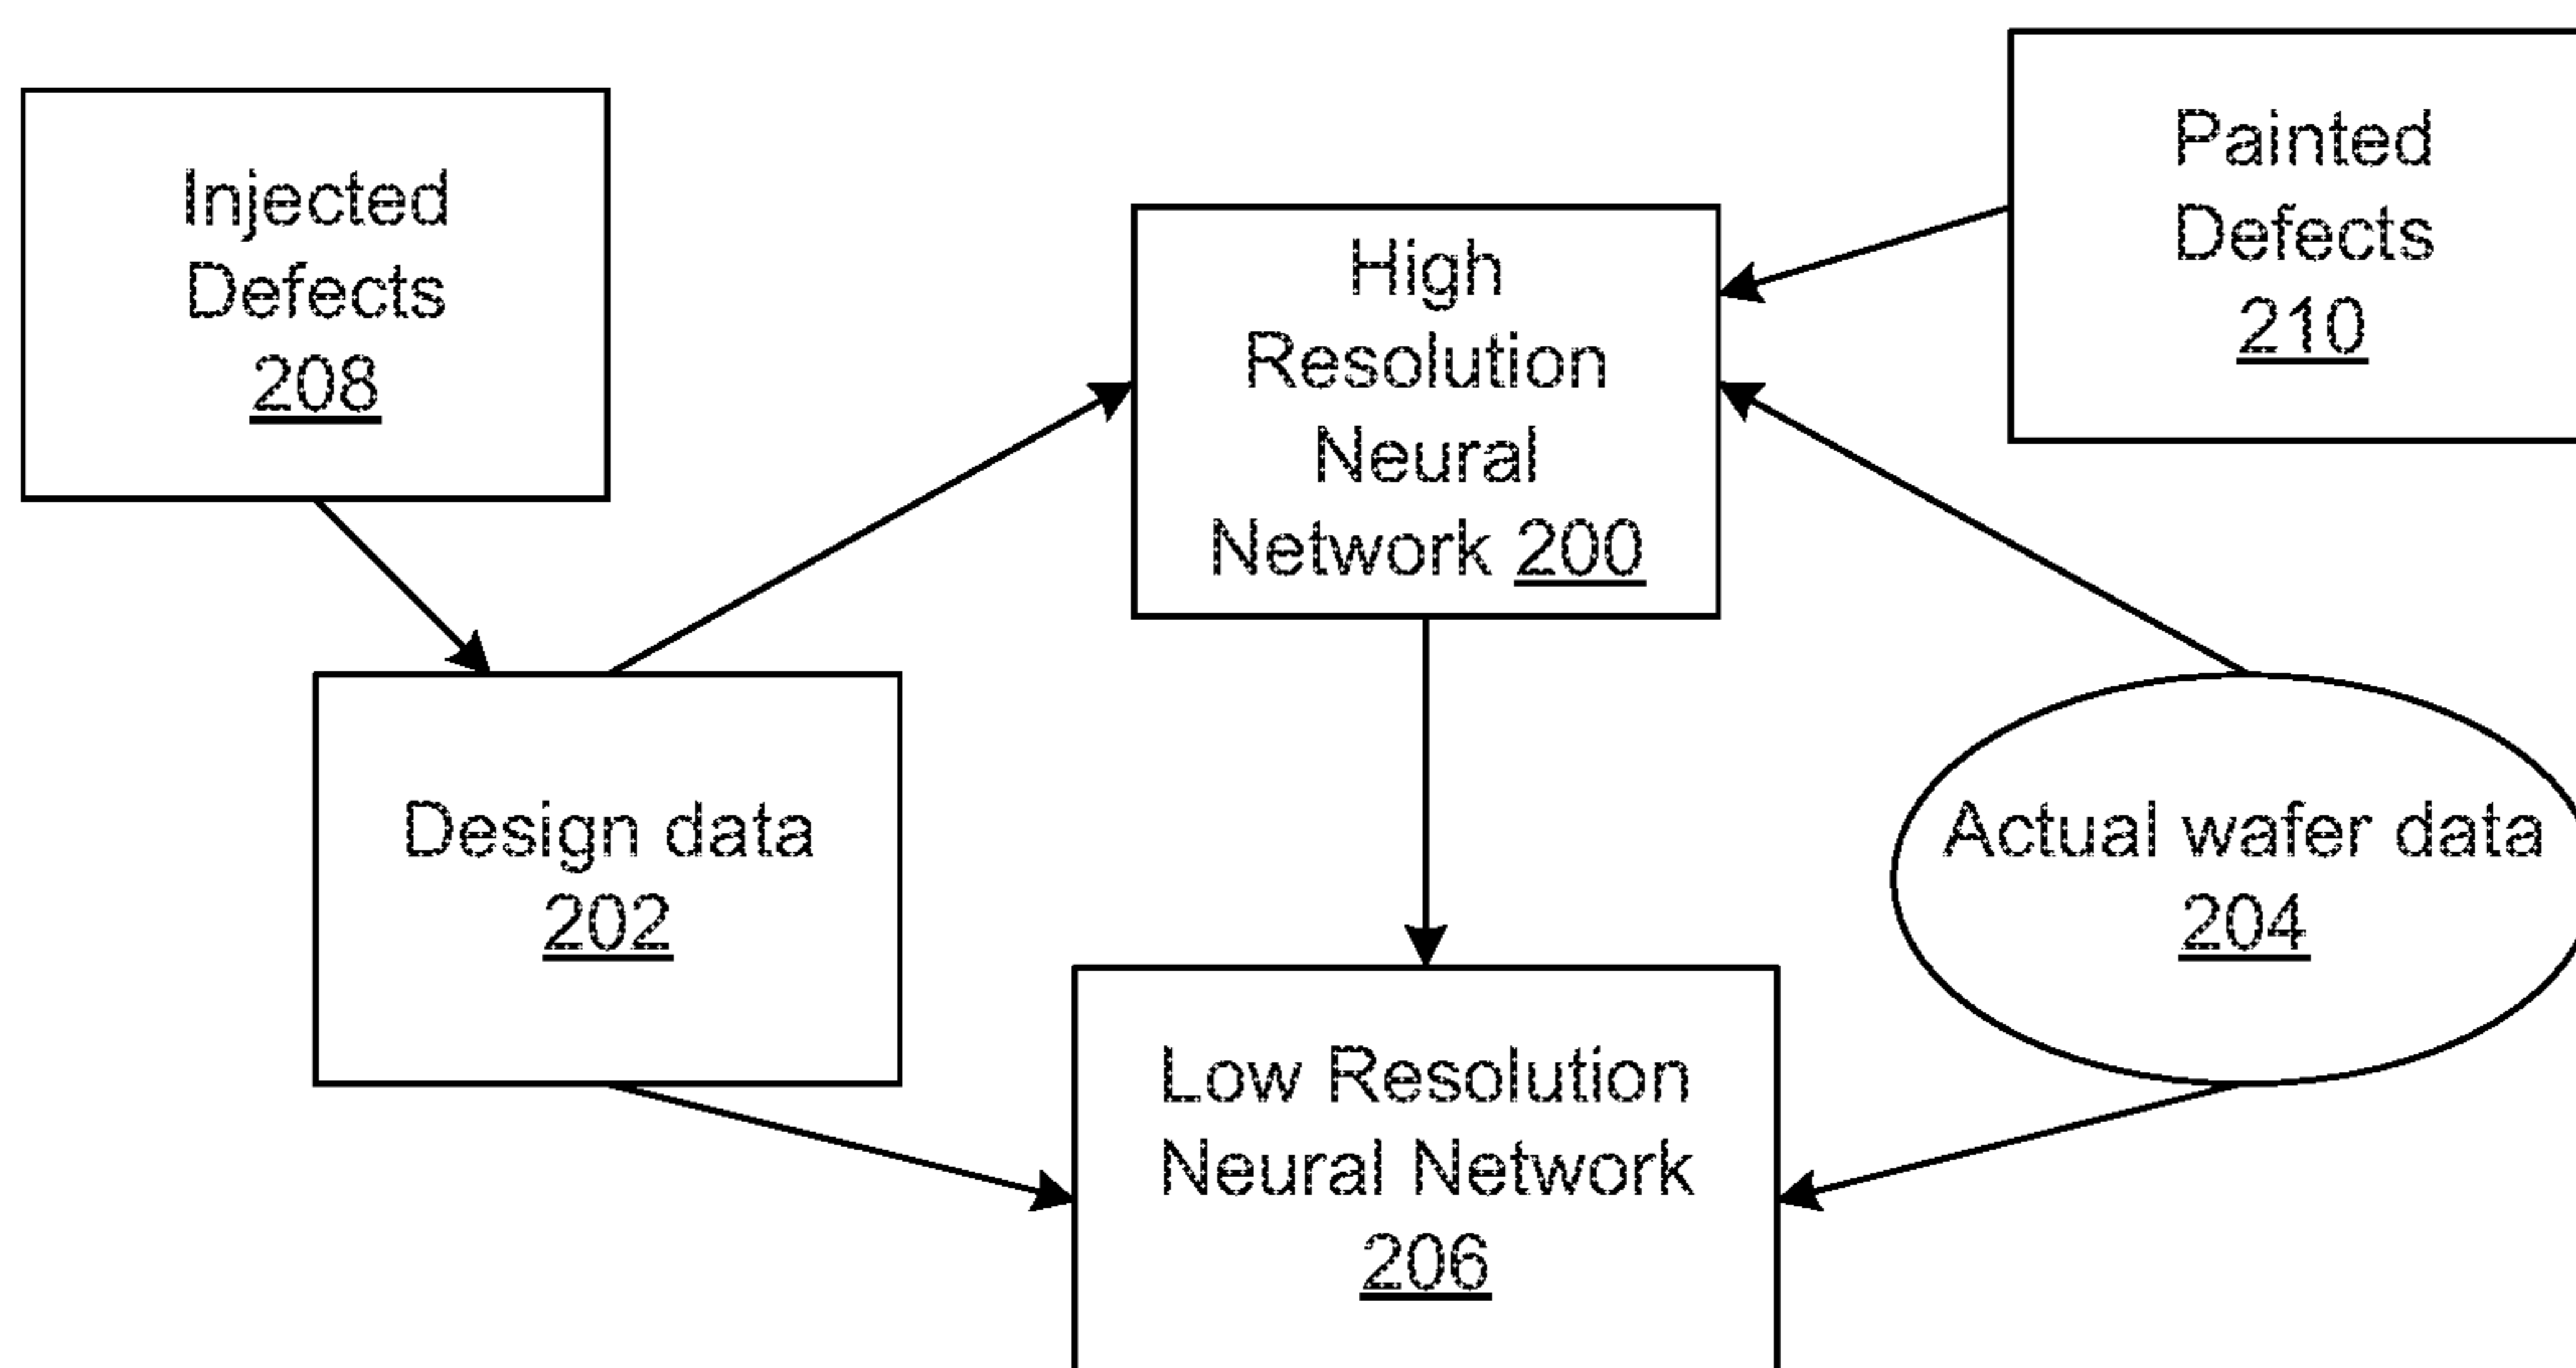 Injected
Defects
208
High
Resolution
Neural
Network 200
Painted
Defects
210
Design data
202
Actual wafer data
204
Low Resolution
Neural Network
206